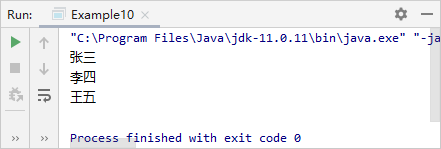 Run: Example10
"C:\Program Files\Java\jdk-11.0.11\bin\java.exe" "-ja
张三
李四
王五
Process finished with exit code 0